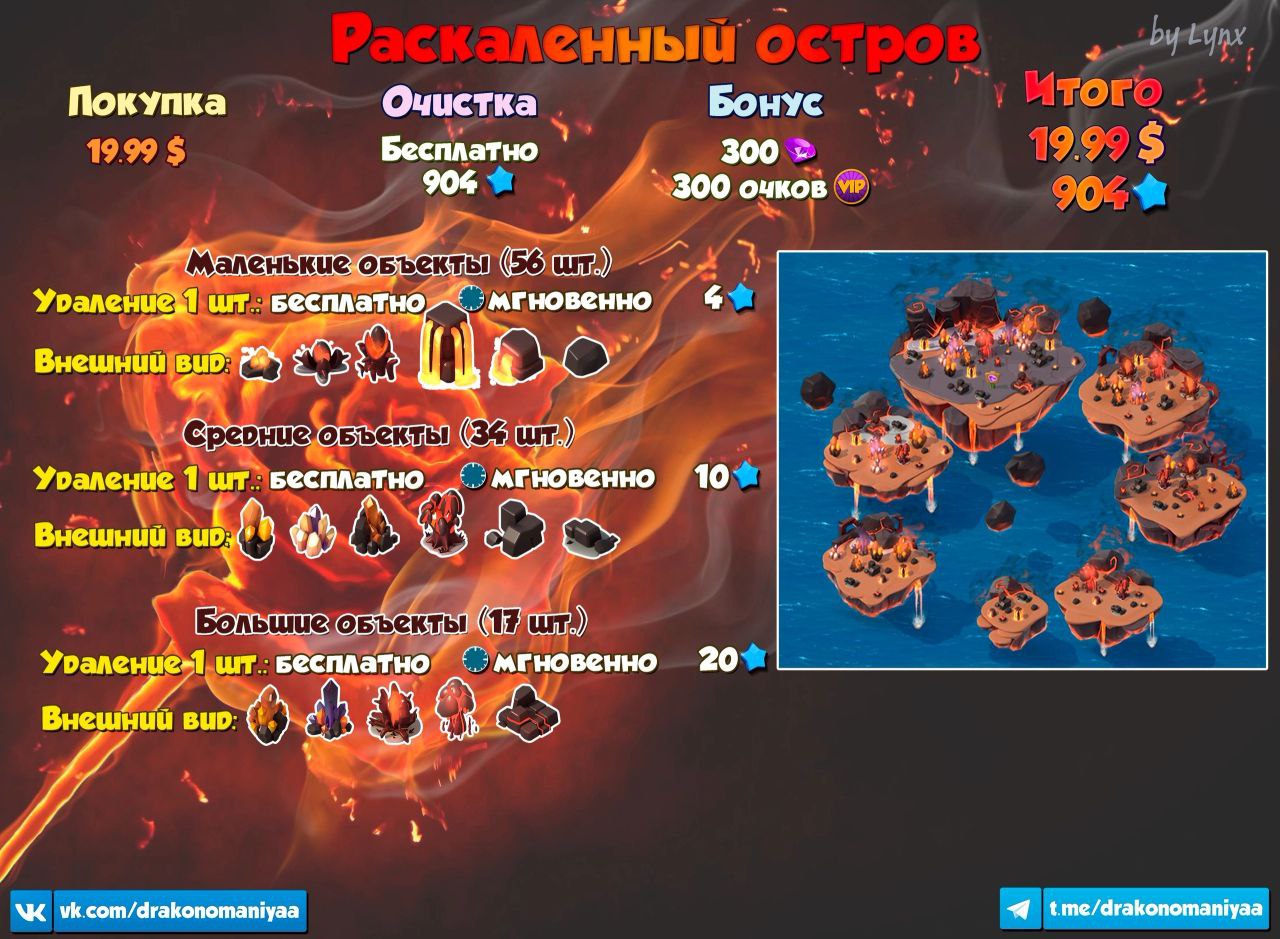 Раскаленный остров
by Lynx
Покупка
19.99 $
Очистка
Бесплатно
904
Бонус
300
300 очков VIP
Итого
19.99 $
904
Маленькие объекты (56 шт.)
Удаление 1 шт.: бесплатно мгновенно 4
Внешний вид:
Средние объекты (34 шт.)
Удаление 1 шт.: бесплатно мгновенно 10
Внешний вид:
Большие объекты (17 шт.)
Удаление 1 шт.: бесплатно мгновенно 20
Внешний вид:
vk.com/drakonomaniyaa
t.me/drakonomaniyaa